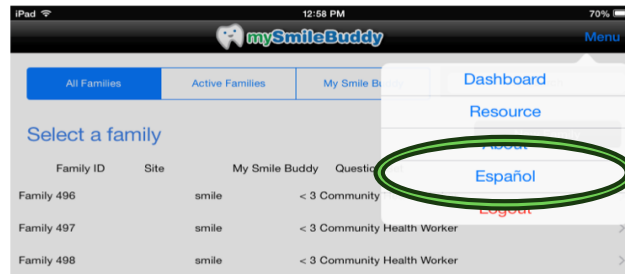 iPad 12:58 PM 70%
mySmileBuddy Menu
All Families Active Families My Smile Bu
Dashboard
Resource
About
Español
Logout
Select a family
Family ID Site My Smile Buddy Questio
Family 496 smile < 3 Community
Family 497 smile < 3 Community Health Worker
Family 498 smile < 3 Community Health Worker